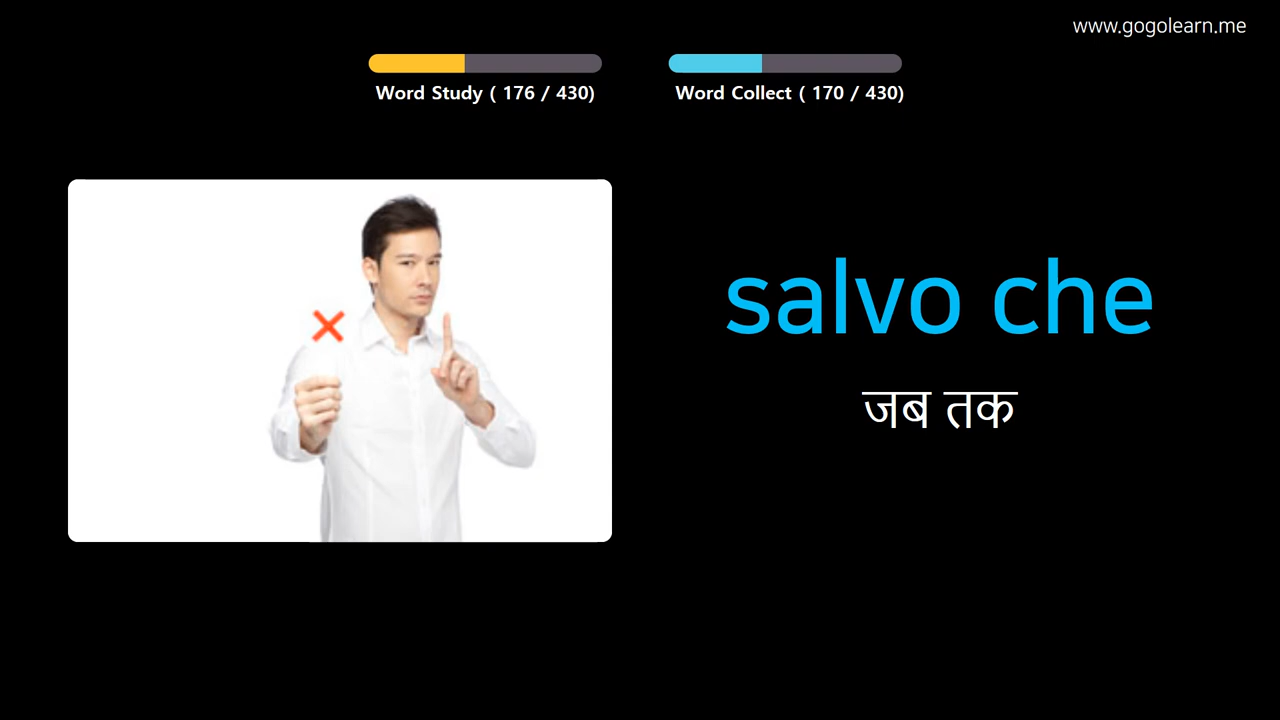 www.gogolearn.me
Word Study ( 176 / 430)
Word Collect ( 170 / 430)
salvo che
जब तक